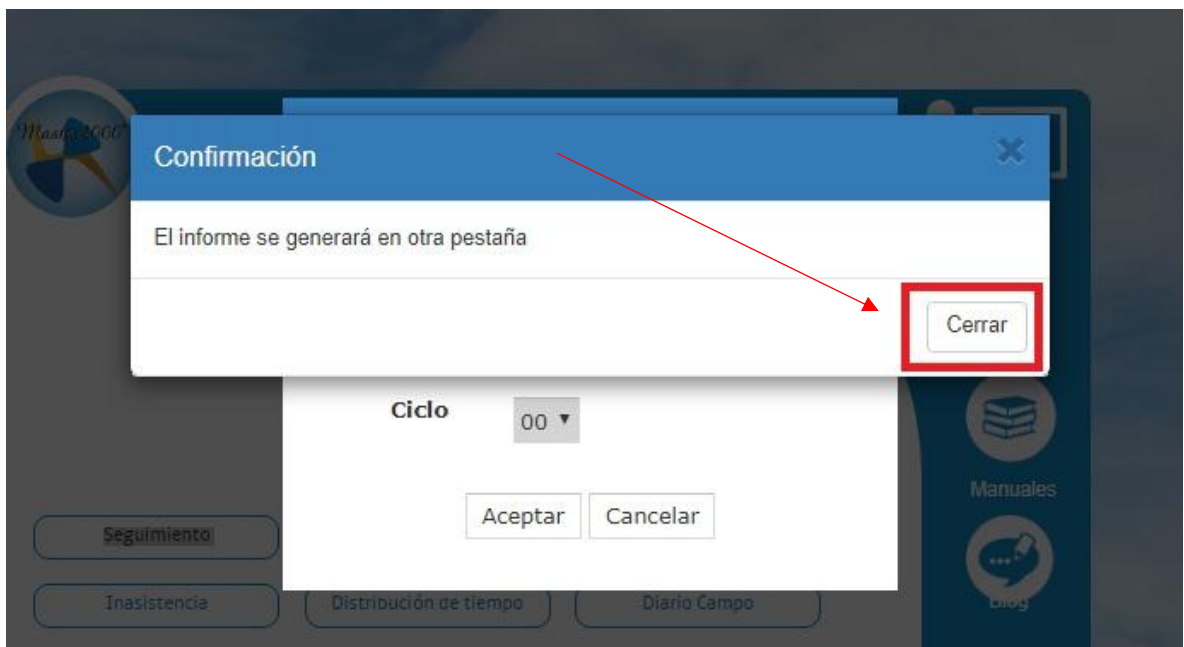 Master2000
Confirmación
El informe se generará en otra pestaña
Cerrar
Ciclo
00
Manuales
Aceptar Cancelar
Seguimiento
Inasistencia
Distribución de tiempo
Diario Campo
Blog